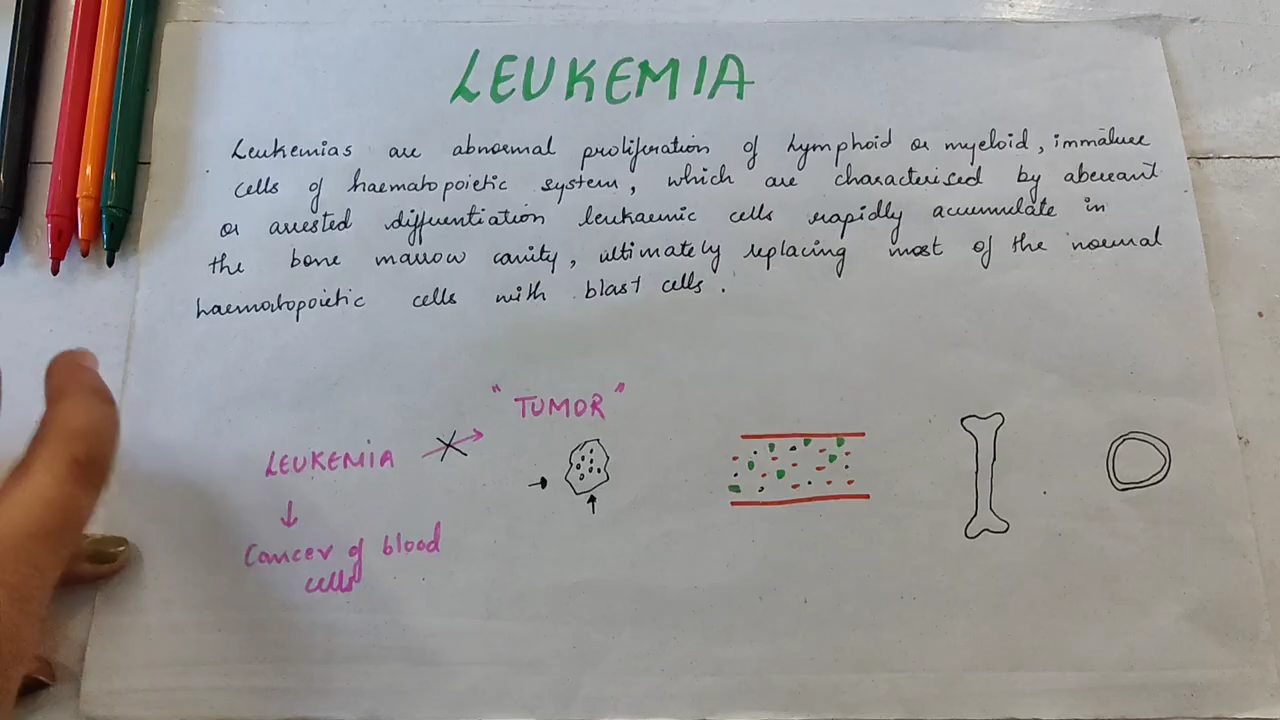 LEUKEMIA
Leukemias are abnormal proliferation of lymphoid or myeloid, immature
cells of haematopoietic system, which are characterised by aberrant
or arrested diffrentiation leukaemic cells rapidly accumulate in
the bone marrow cavity, ultimately replacing most of the normal
haematopoietic cells with blast cells.
"TUMOR"
LEUKEMIA
Cancer of blood
cells